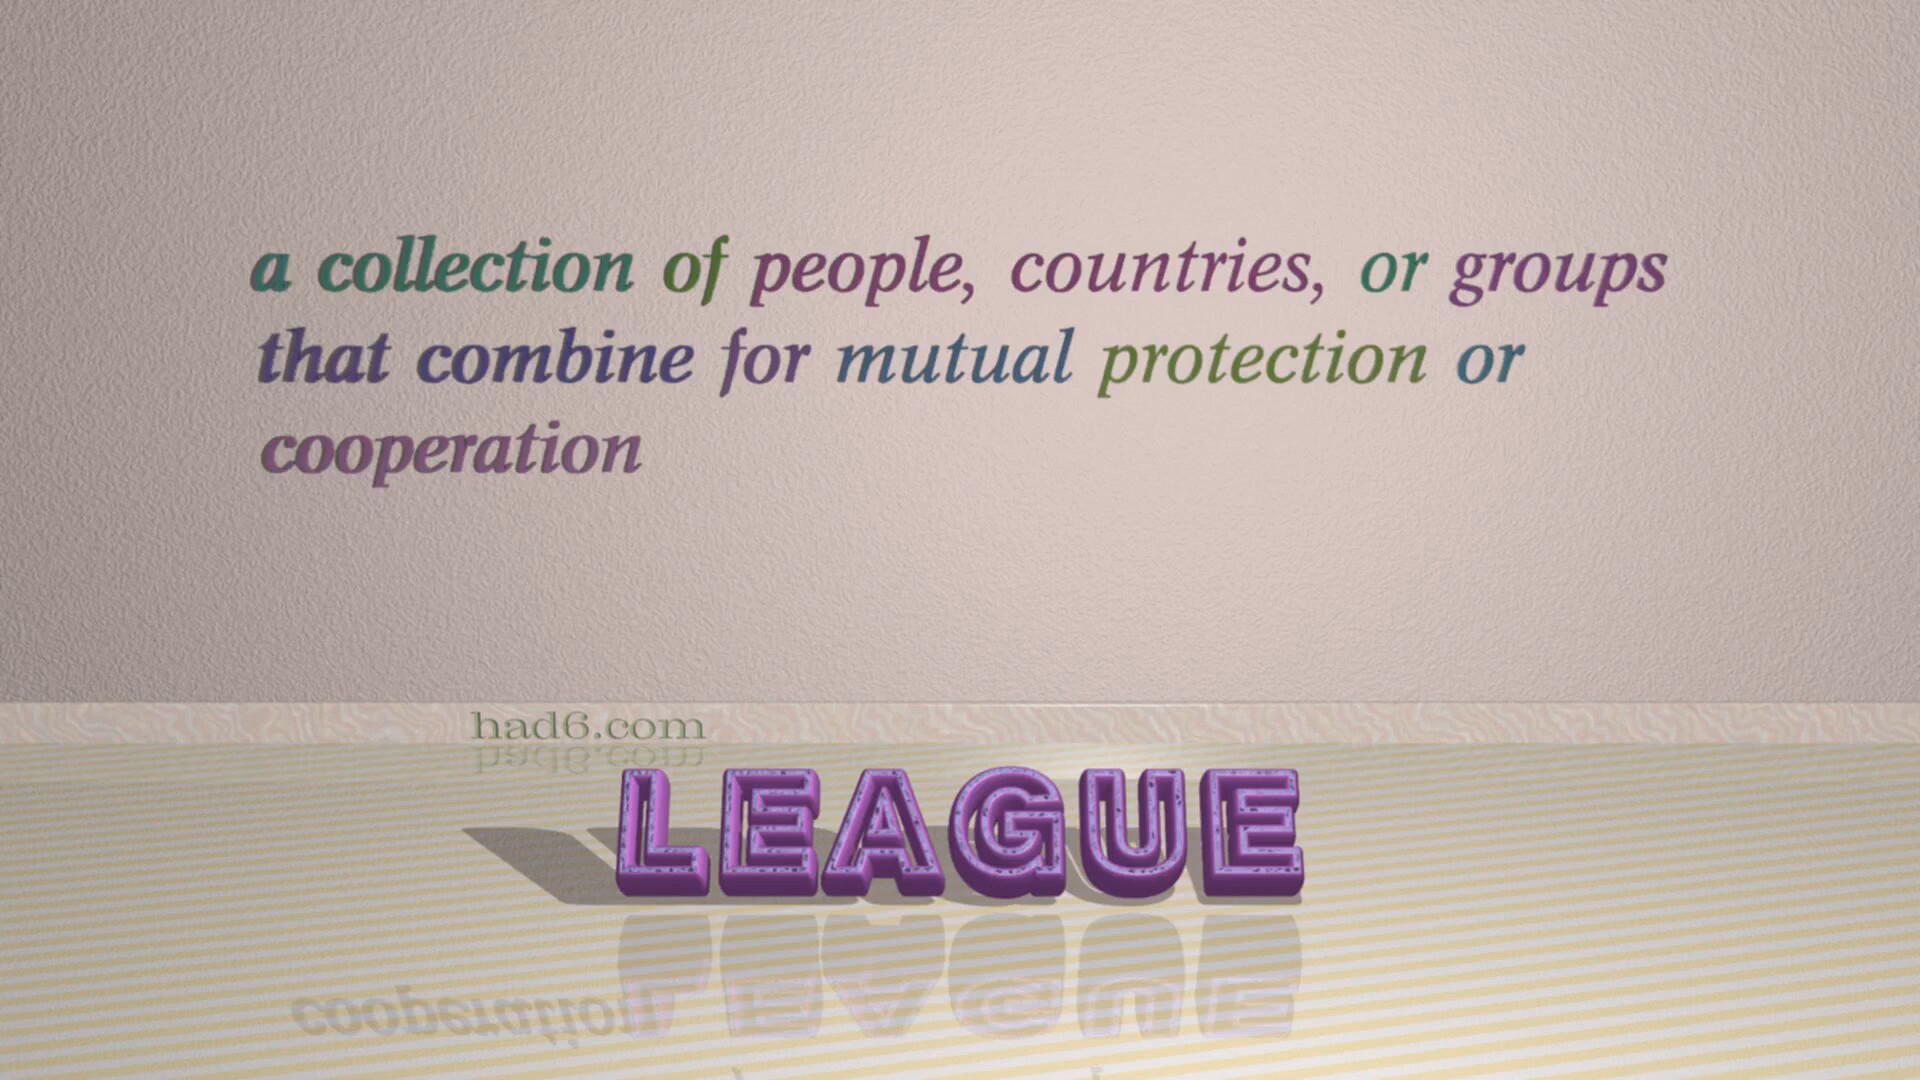 a collection of people, countries, or groups
that combine for mutual protection or
cooperation
had6.com
LEAGUE